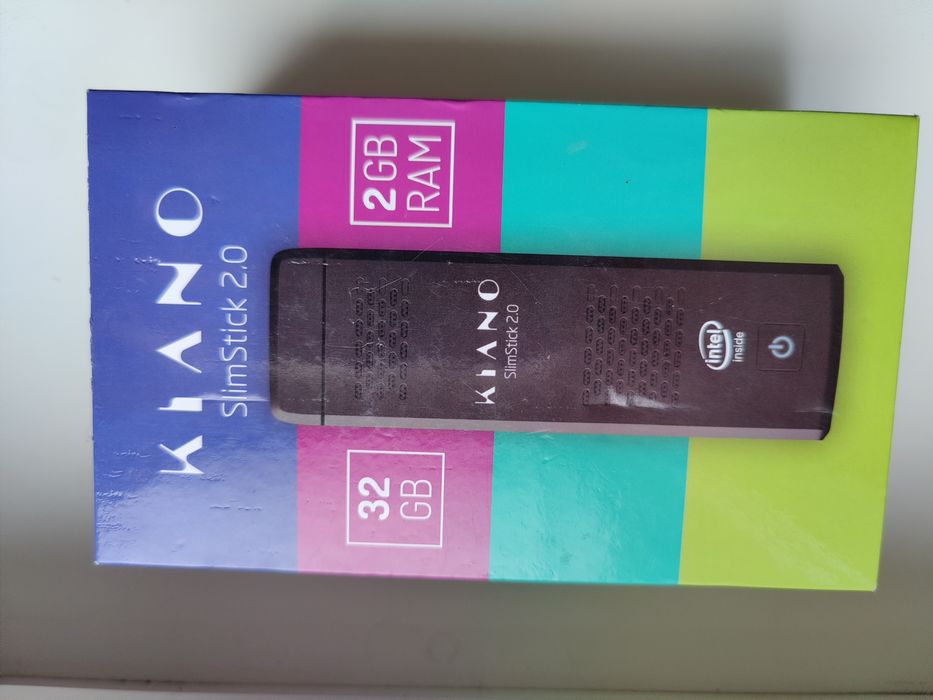 KIANO
SlimStick 2.0
32
GB
2GB
RAM
KIANO
SlimStick 2.0
intel
inside